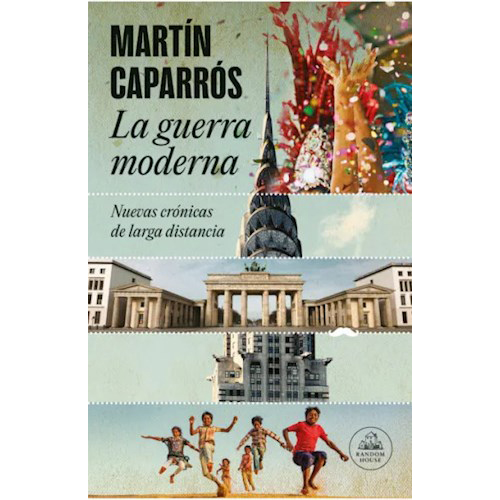 MARTÍN
CAPARRÓS
La guerra
moderna
Nuevas crónicas
de larga distancia
RANDOM
HOUSE